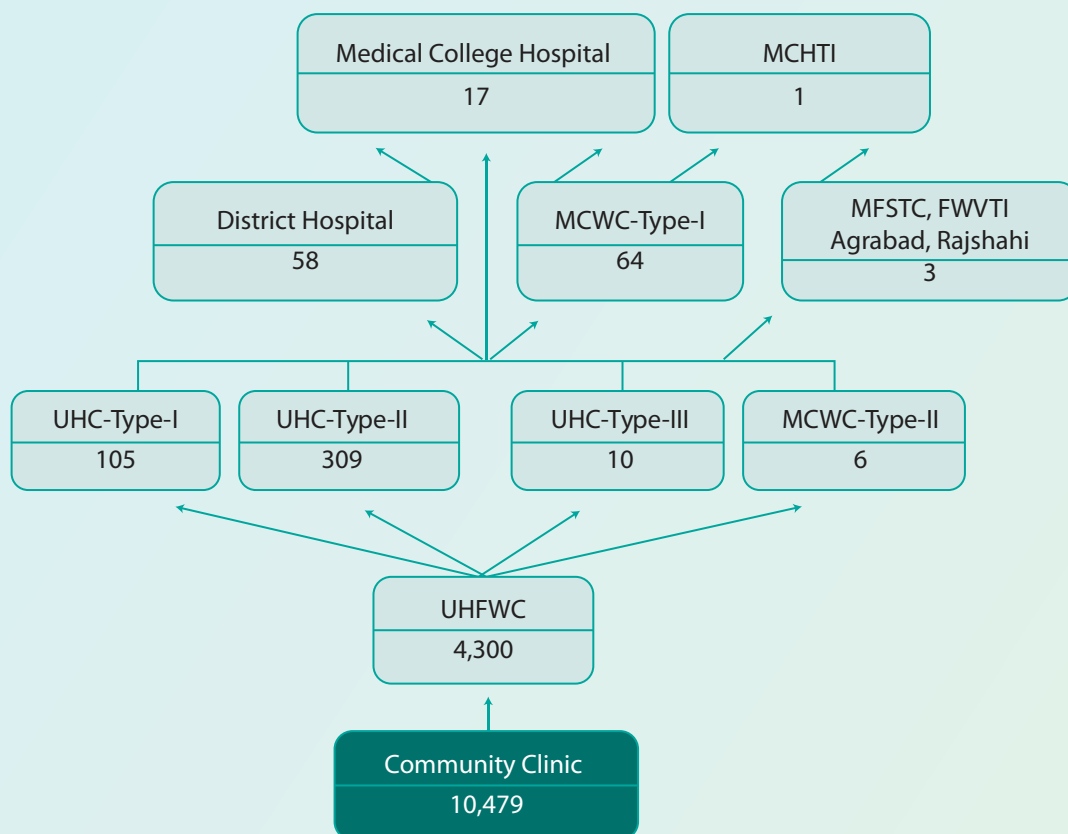 Medical College Hospital
17
MCHTI
1
District Hospital
58
MCWC-Type-I
64
MFSTC, FWVTI
Agrabad, Rajshahi
3
UHC-Type-I
105
UHC-Type-II
309
UHC-Type-III
10
MCWC-Type-II
6
UHFWC
4,300
Community Clinic
10,479